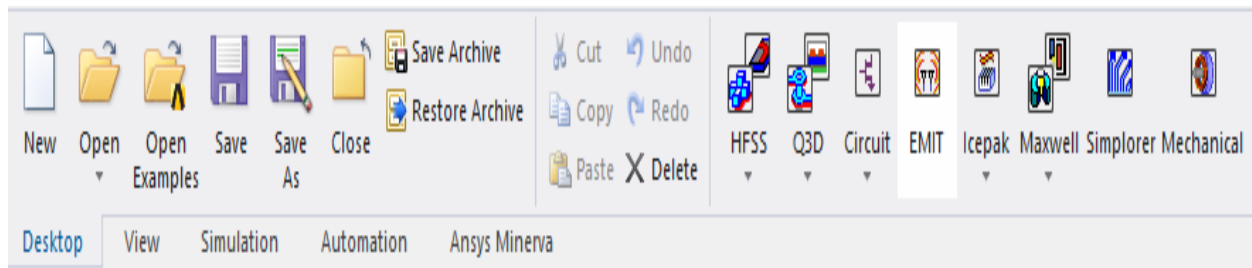 New
Open
Open Examples
Save
Save As
Close
Save Archive
Restore Archive
Cut
Copy
Paste
Undo
Redo
Delete
HFSS
Q3D
Circuit
EMIT
Icepak
Maxwell
Simplorer
Mechanical
Desktop
View
Simulation
Automation
Ansys Minerva